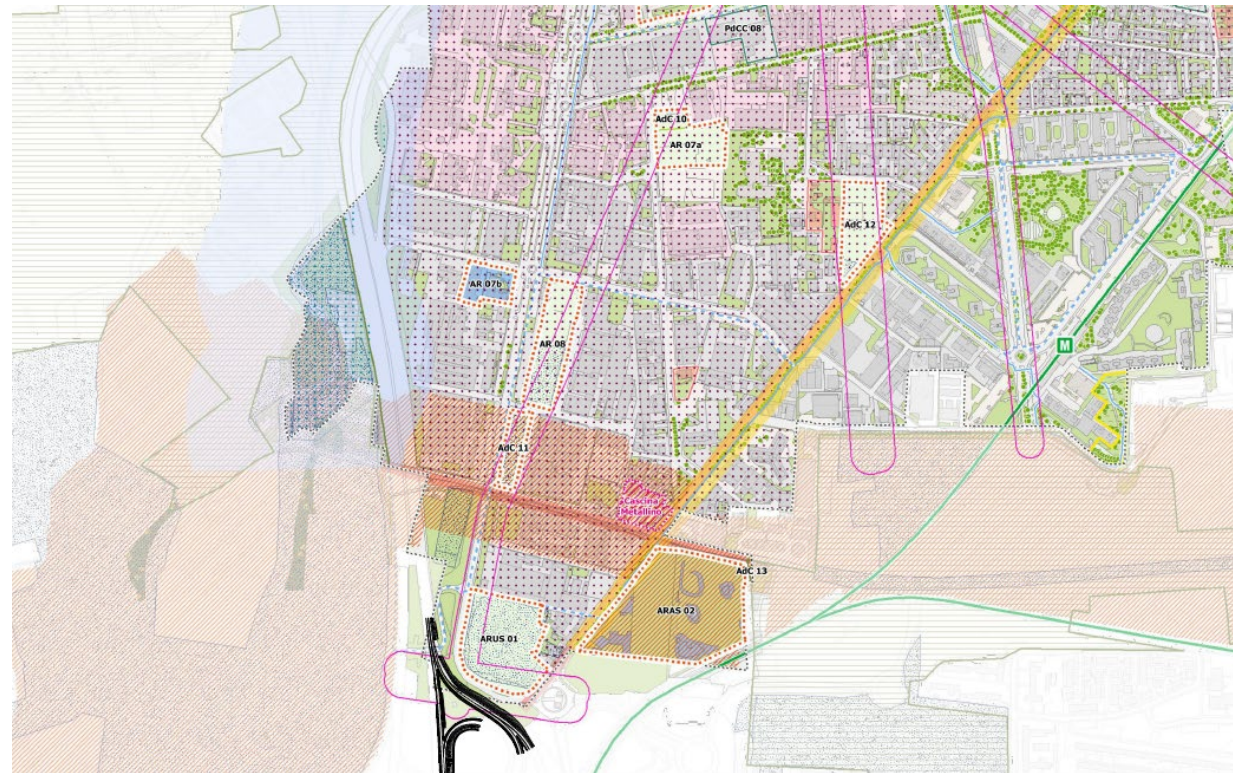 PdCC 08
AdC 10
AR 07a
AdC 12
AR 07b
M
AR 08
AdC 11
Cascina
Metallino
AdC 13
ARAS 02
ARUS 01